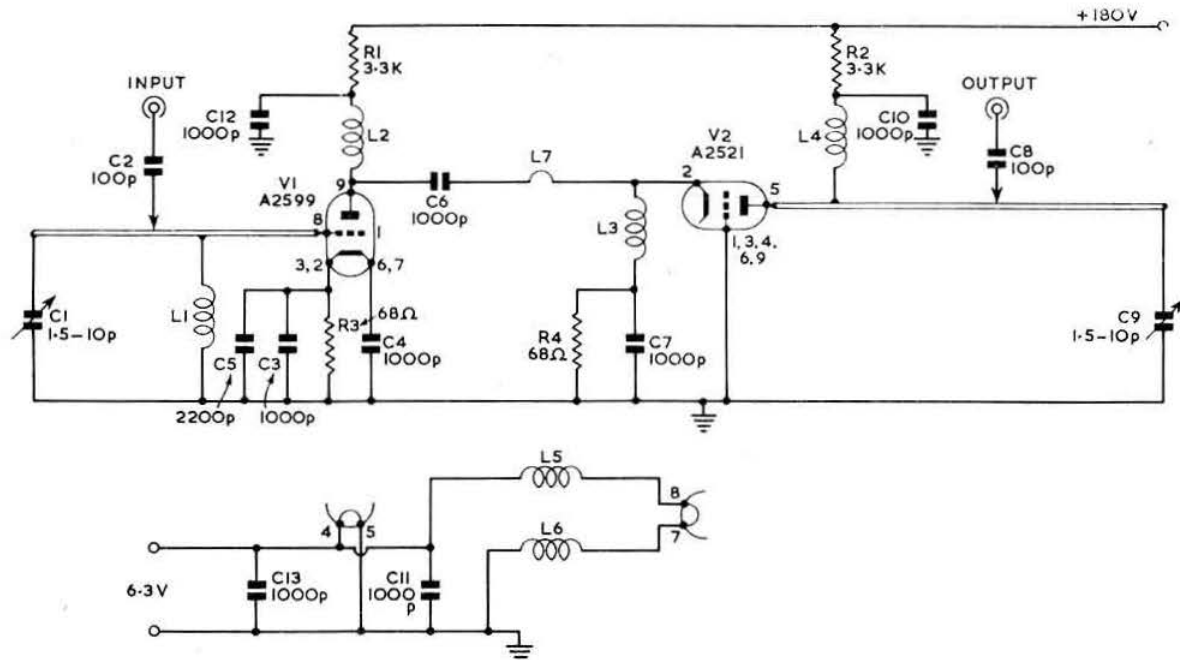 +180V
R1
3·3K
R2
3·3K
INPUT
OUTPUT
C12
1000p
L2
C10
1000p
L4
V2
A2521
C2
100p
L7
C8
100p
V1
A2599
9
2
5
C6
1000p
8
1
L3
1, 3, 4,
6, 9
3, 2
6, 7
C1
1·5–10p
L1
R3
68Ω
C4
1000p
R4
68Ω
C7
1000p
C9
1·5–10p
C5
C3
2200p
1000p
L5
8
4
5
L6
7
6·3V
C13
1000p
C11
1000
p